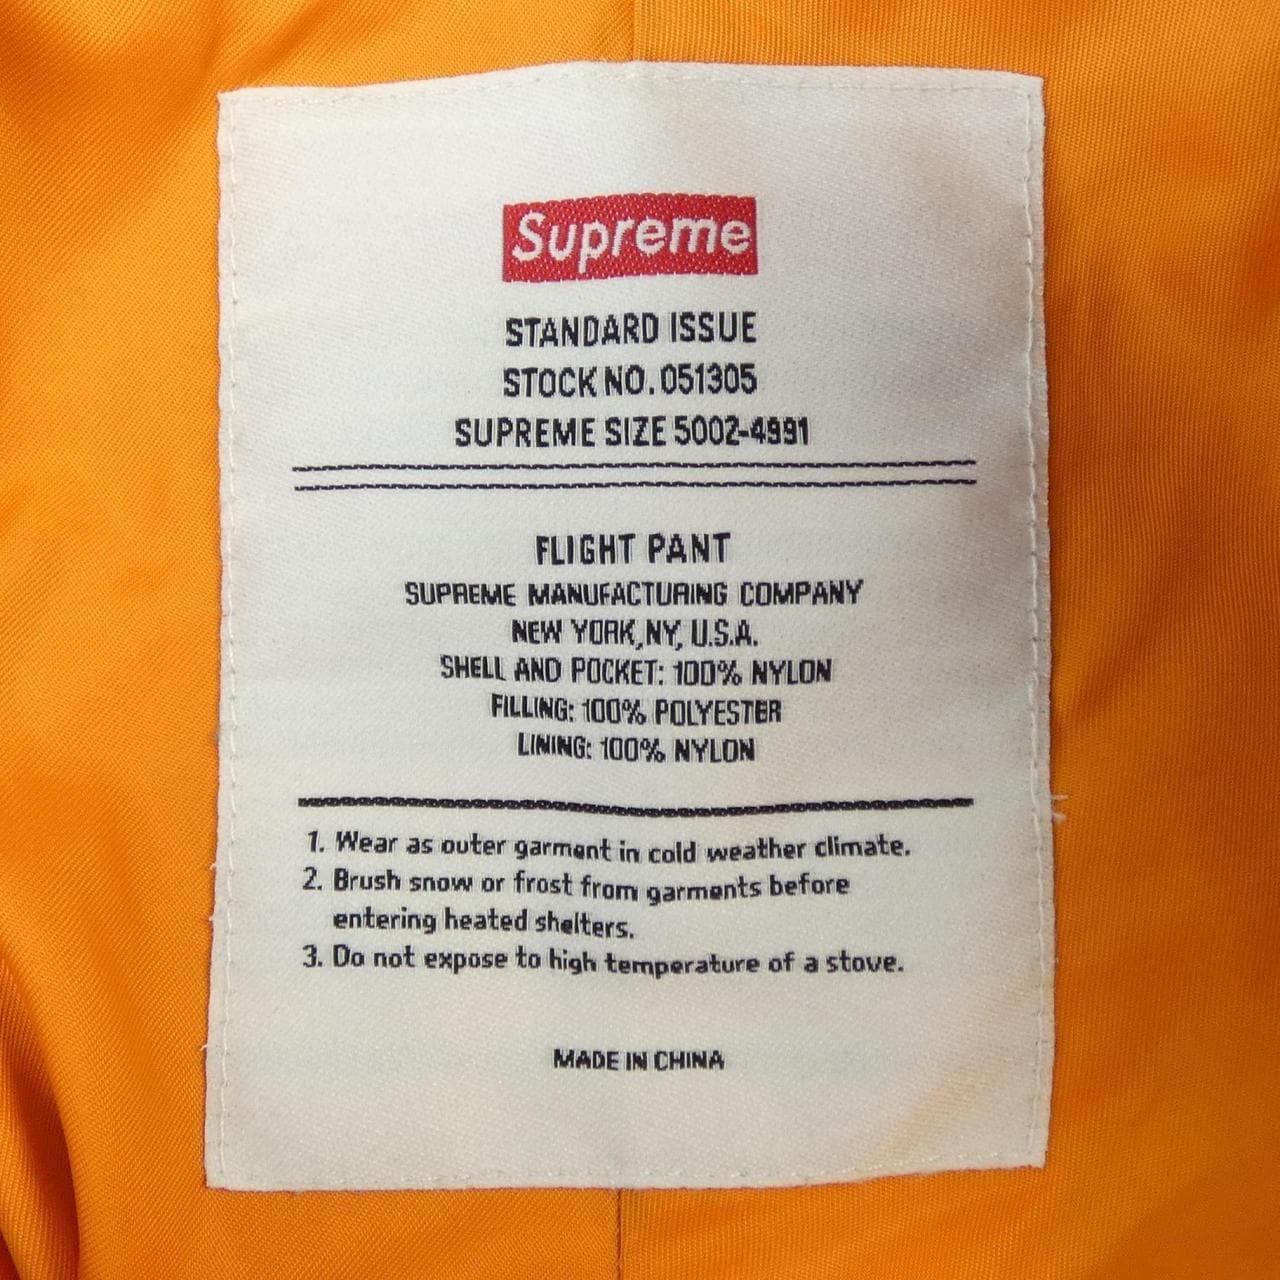 Supreme
STANDARD ISSUE
STOCK NO. 051305
SUPREME SIZE 5002-4991
FLIGHT PANT
SUPREME MANUFACTURING COMPANY
NEW YORK, NY, U.S.A.
SHELL AND POCKET: 100% NYLON
FILLING: 100% POLYESTER
LINING: 100% NYLON
1. Wear as outer garment in cold weather climate.
2. Brush snow or frost from garments before
entering heated shelters.
3. Do not expose to high temperature of a stove.
MADE IN CHINA